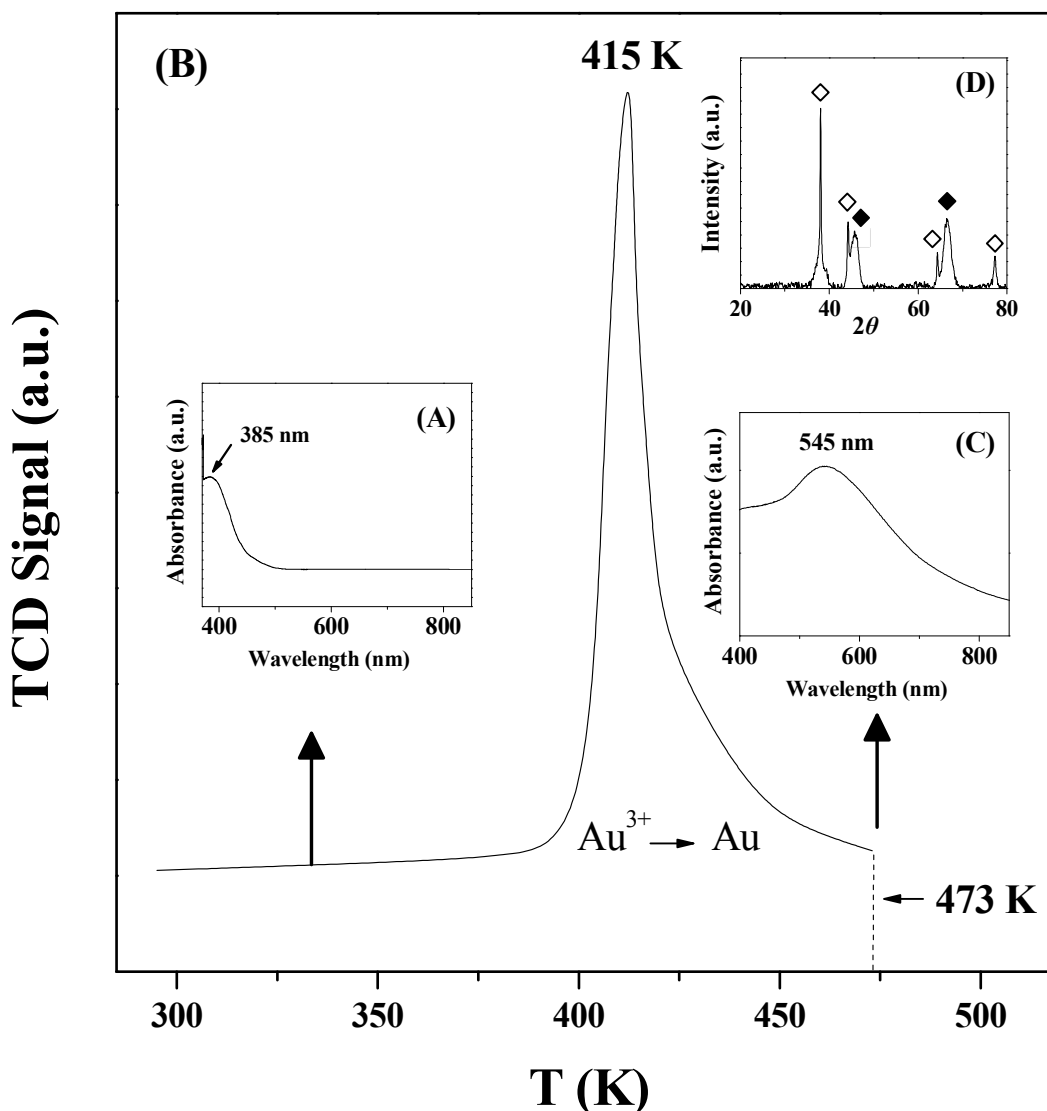 (B)
415 K
(D)
Intensity (a.u.)
20 40 60 80
2θ
TCD Signal (a.u.)
(A)
385 nm
Absorbance (a.u.)
400 600 800
Wavelength (nm)
(C)
545 nm
Absorbance (a.u.)
400 600 800
Wavelength (nm)
Au³⁺ → Au
473 K
300 350 400 450 500
T (K)